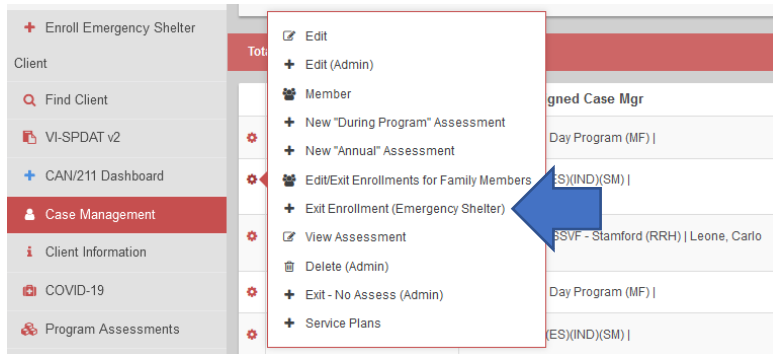 Enroll Emergency Shelter
Client
Find Client
VI-SPDAT v2
CAN/211 Dashboard
Case Management
Client Information
COVID-19
Program Assessments
Edit
Edit (Admin)
Member
New "During Program" Assessment
New "Annual" Assessment
Edit/Exit Enrollments for Family Members
Exit Enrollment (Emergency Shelter)
View Assessment
Delete (Admin)
Exit - No Assess (Admin)
Service Plans
Tot
gned Case Mgr
Day Program (MF) |
ES)(IND)(SM) |
SSVF - Stamford (RRH) | Leone, Carlo
Day Program (MF) |
(ES)(IND)(SM) |